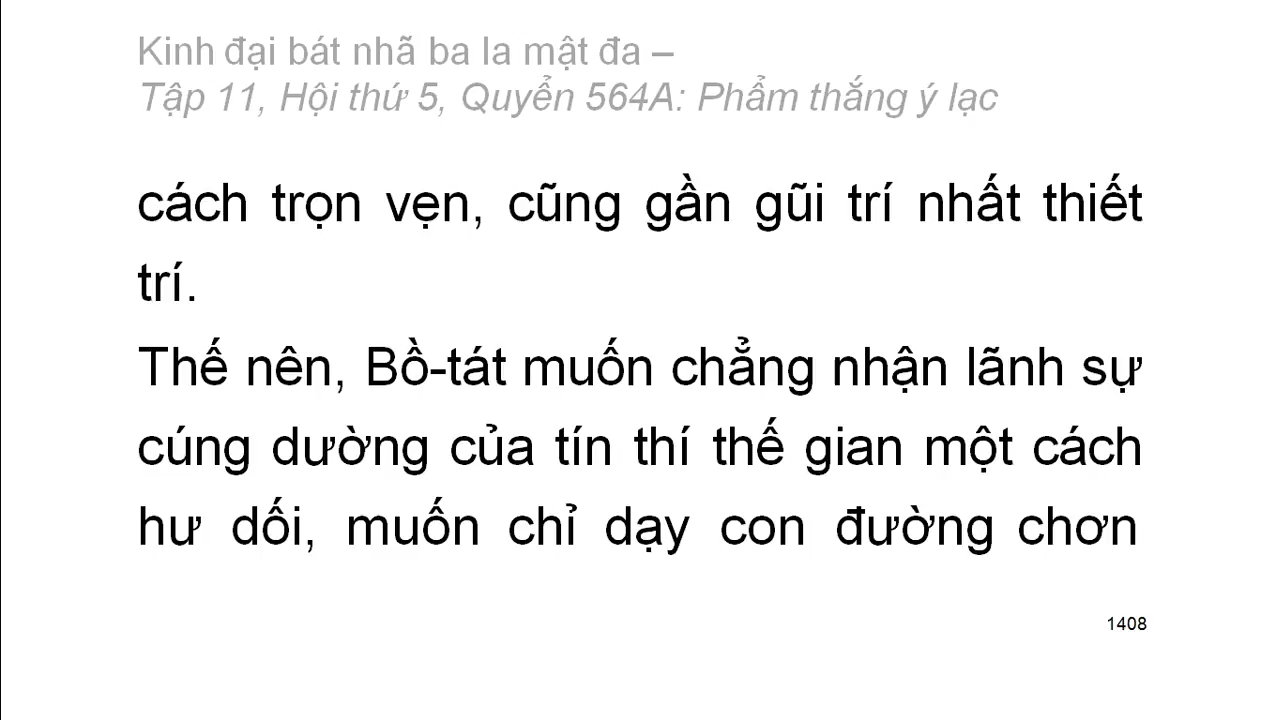 Kinh đại bát nhã ba la mật đa –
Tập 11, Hội thứ 5, Quyển 564A: Phẩm thắng ý lạc
cách trọn vẹn, cũng gần gũi trí nhất thiết
trí.
Thế nên, Bồ-tát muốn chẳng nhận lãnh sự
cúng dường của tín thí thế gian một cách
hư dối, muốn chỉ dạy con đường chơn
1408